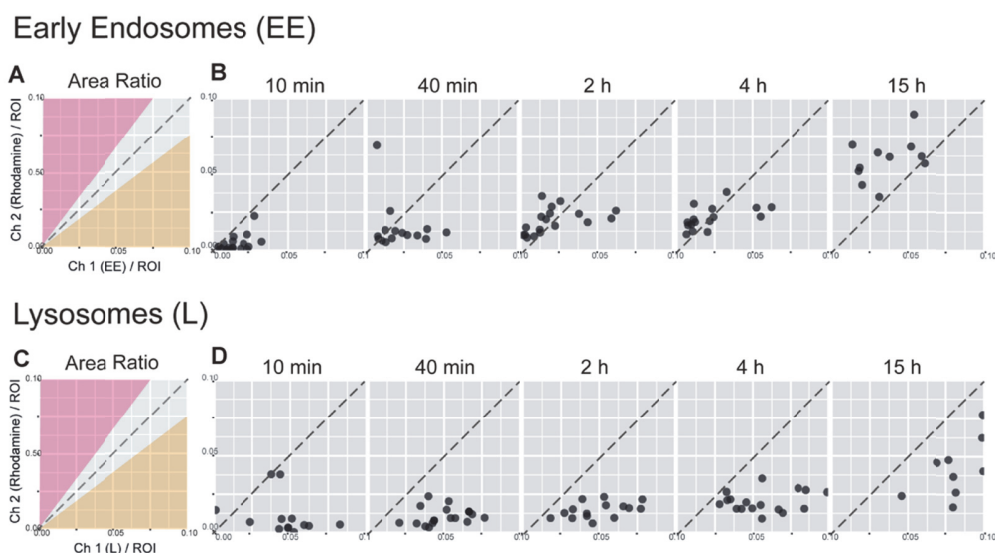 Early Endosomes (EE)
A
Area Ratio
B
10 min
40 min
2 h
4 h
15 h
0.10
0.50
0.00
Ch 2 (Rhodamine) / ROI
0.00 0.05 0.10
Ch 1 (EE) / ROI
0.10
0.05
0.00
0.00 0.05 0.10
0.05 0.10
0.05 0.10
0.05 0.10
0.05 0.10
Lysosomes (L)
C
Area Ratio
D
10 min
40 min
2 h
4 h
15 h
0.10
0.50
0.00
Ch 2 (Rhodamine) / ROI
0.00 0.05 0.10
Ch 1 (L) / ROI
0.10
0.05
0.00
0.00 0.05 0.1
0.05 0.10
0.05 0.10
0.05 0.10
0.05 0.10